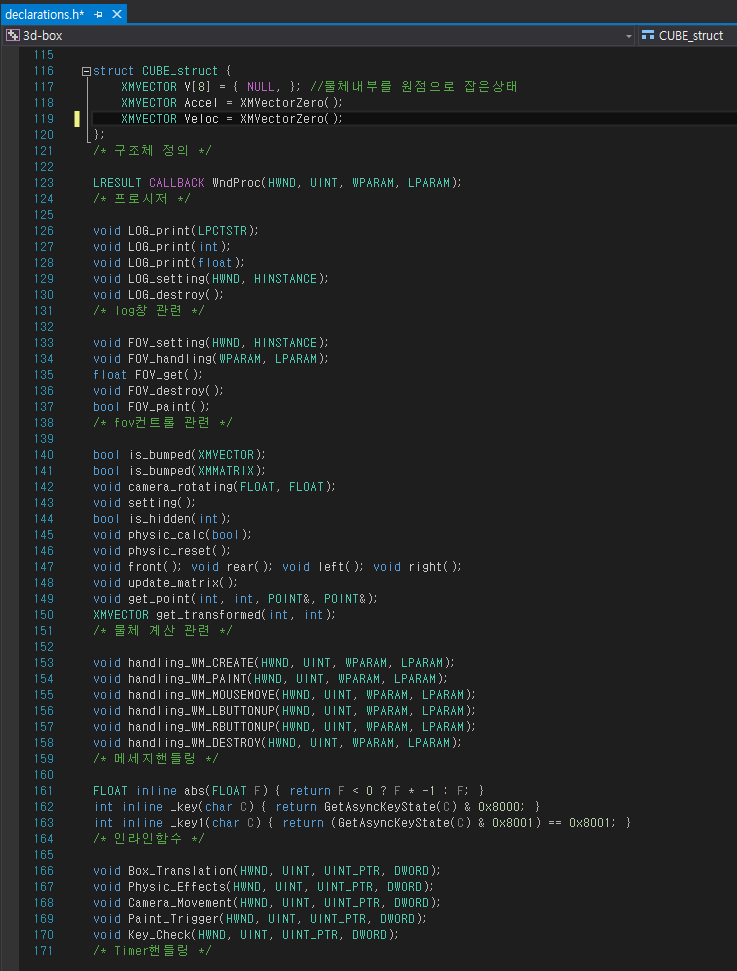 declarations.h*
3d-box
CUBE_struct
115
116 struct CUBE_struct {
117 XMVECTOR V[8] = { NULL, }; //물체내부를 원점으로 잡은상태
118 XMVECTOR Accel = XMVectorZero();
119 XMVECTOR Veloc = XMVectorZero();
120 };
121 /* 구조체 정의 */
122
123 LRESULT CALLBACK WndProc(HWND, UINT, WPARAM, LPARAM);
124 /* 프로시저 */
125
126 void LOG_print(LPCTSTR);
127 void LOG_print(int);
128 void LOG_print(float);
129 void LOG_setting(HWND, HINSTANCE);
130 void LOG_destroy();
131 /* log창 관련 */
132
133 void FOV_setting(HWND, HINSTANCE);
134 void FOV_handling(WPARAM, LPARAM);
135 float FOV_get();
136 void FOV_destroy();
137 bool FOV_paint();
138 /* fov컨트롤 관련 */
139
140 bool is_bumped(XMVECTOR);
141 bool is_bumped(XMMATRIX);
142 void camera_rotating(FLOAT, FLOAT);
143 void setting();
144 bool is_hidden(int);
145 void physic_calc(bool);
146 void physic_reset();
147 void front(); void rear(); void left(); void right();
148 void update_matrix();
149 void get_point(int, int, POINT&, POINT&);
150 XMVECTOR get_transformed(int, int);
151 /* 물체 계산 관련 */
152
153 void handling_WM_CREATE(HWND, UINT, WPARAM, LPARAM);
154 void handling_WM_PAINT(HWND, UINT, WPARAM, LPARAM);
155 void handling_WM_MOUSEMOVE(HWND, UINT, WPARAM, LPARAM);
156 void handling_WM_LBUTTONUP(HWND, UINT, WPARAM, LPARAM);
157 void handling_WM_RBUTTONUP(HWND, UINT, WPARAM, LPARAM);
158 void handling_WM_DESTROY(HWND, UINT, WPARAM, LPARAM);
159 /* 메세지핸들링 */
160
161 FLOAT inline abs(FLOAT F) { return F < 0 ? F * -1 : F; }
162 int inline _key(char C) { return GetAsyncKeyState(C) & 0x8000; }
163 int inline _key1(char C) { return (GetAsyncKeyState(C) & 0x8001) == 0x8001; }
164 /* 인라인함수 */
165
166 void Box_Translation(HWND, UINT, UINT_PTR, DWORD);
167 void Physic_Effects(HWND, UINT, UINT_PTR, DWORD);
168 void Camera_Movement(HWND, UINT, UINT_PTR, DWORD);
169 void Paint_Trigger(HWND, UINT, UINT_PTR, DWORD);
170 void Key_Check(HWND, UINT, UINT_PTR, DWORD);
171 /* Timer핸들링 */